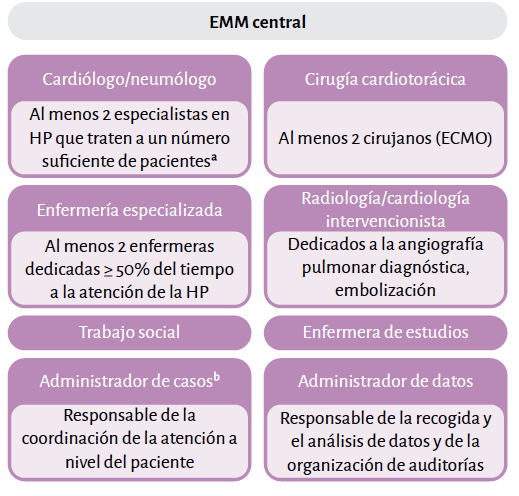 EMM central
Cardiólogo/neumólogo
Al menos 2 especialistas en
HP que traten a un número
suficiente de pacientesª
Cirugía cardiotorácica
Al menos 2 cirujanos (ECMO)
Enfermería especializada
Al menos 2 enfermeras
dedicadas ≥ 50% del tiempo
a la atención de la HP
Radiología/cardiología
intervencionista
Dedicados a la angiografía
pulmonar diagnóstica,
embolización
Trabajo social
Enfermera de estudios
Administrador de casosᵇ
Responsable de la
coordinación de la atención a
nivel del paciente
Administrador de datos
Responsable de la recogida y
el análisis de datos y de la
organización de auditorías